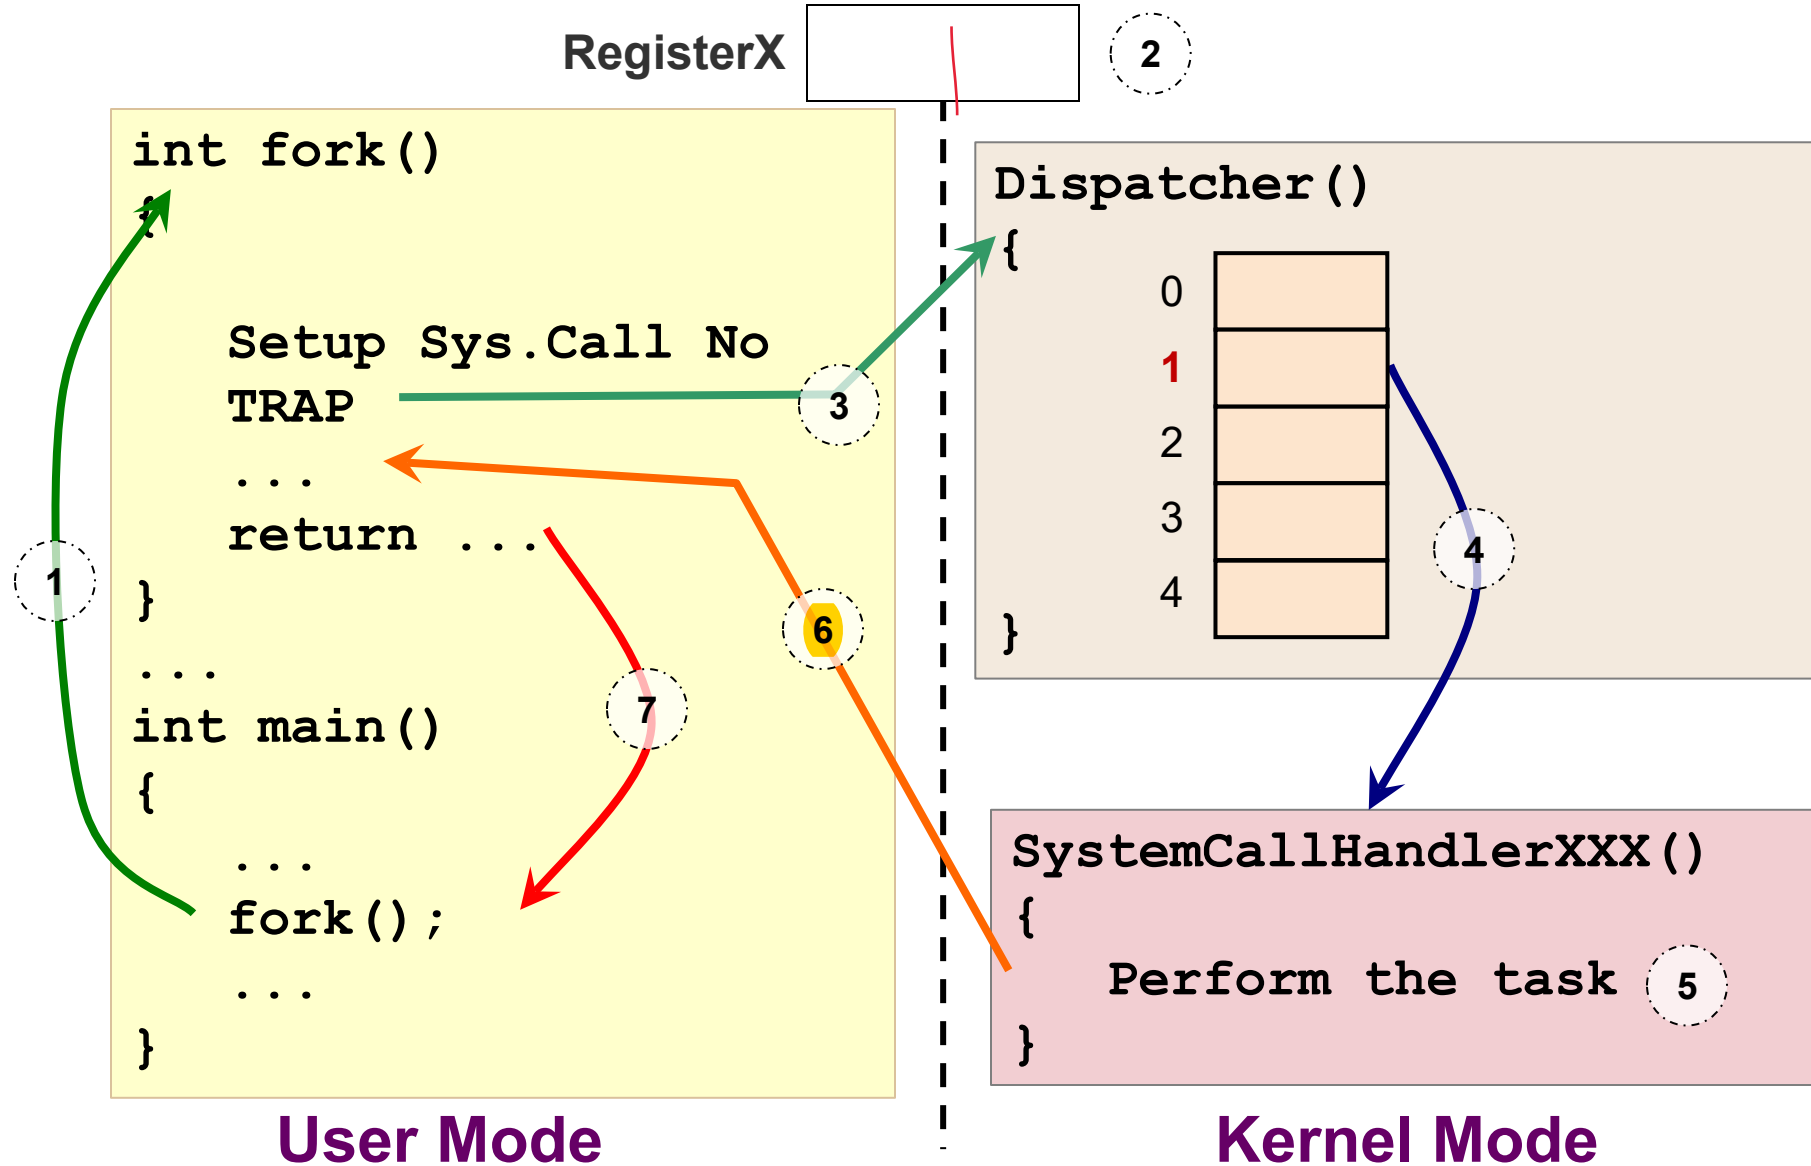 RegisterX
2
int fork()
{
Setup Sys.Call No
TRAP
...
return ...
}
...
int main()
{
...
fork();
...
}
1
3
6
7
User Mode
Dispatcher()
{
0
1
2
3
4
}
4
SystemCallHandlerXXX()
{
Perform the task
5
}
Kernel Mode